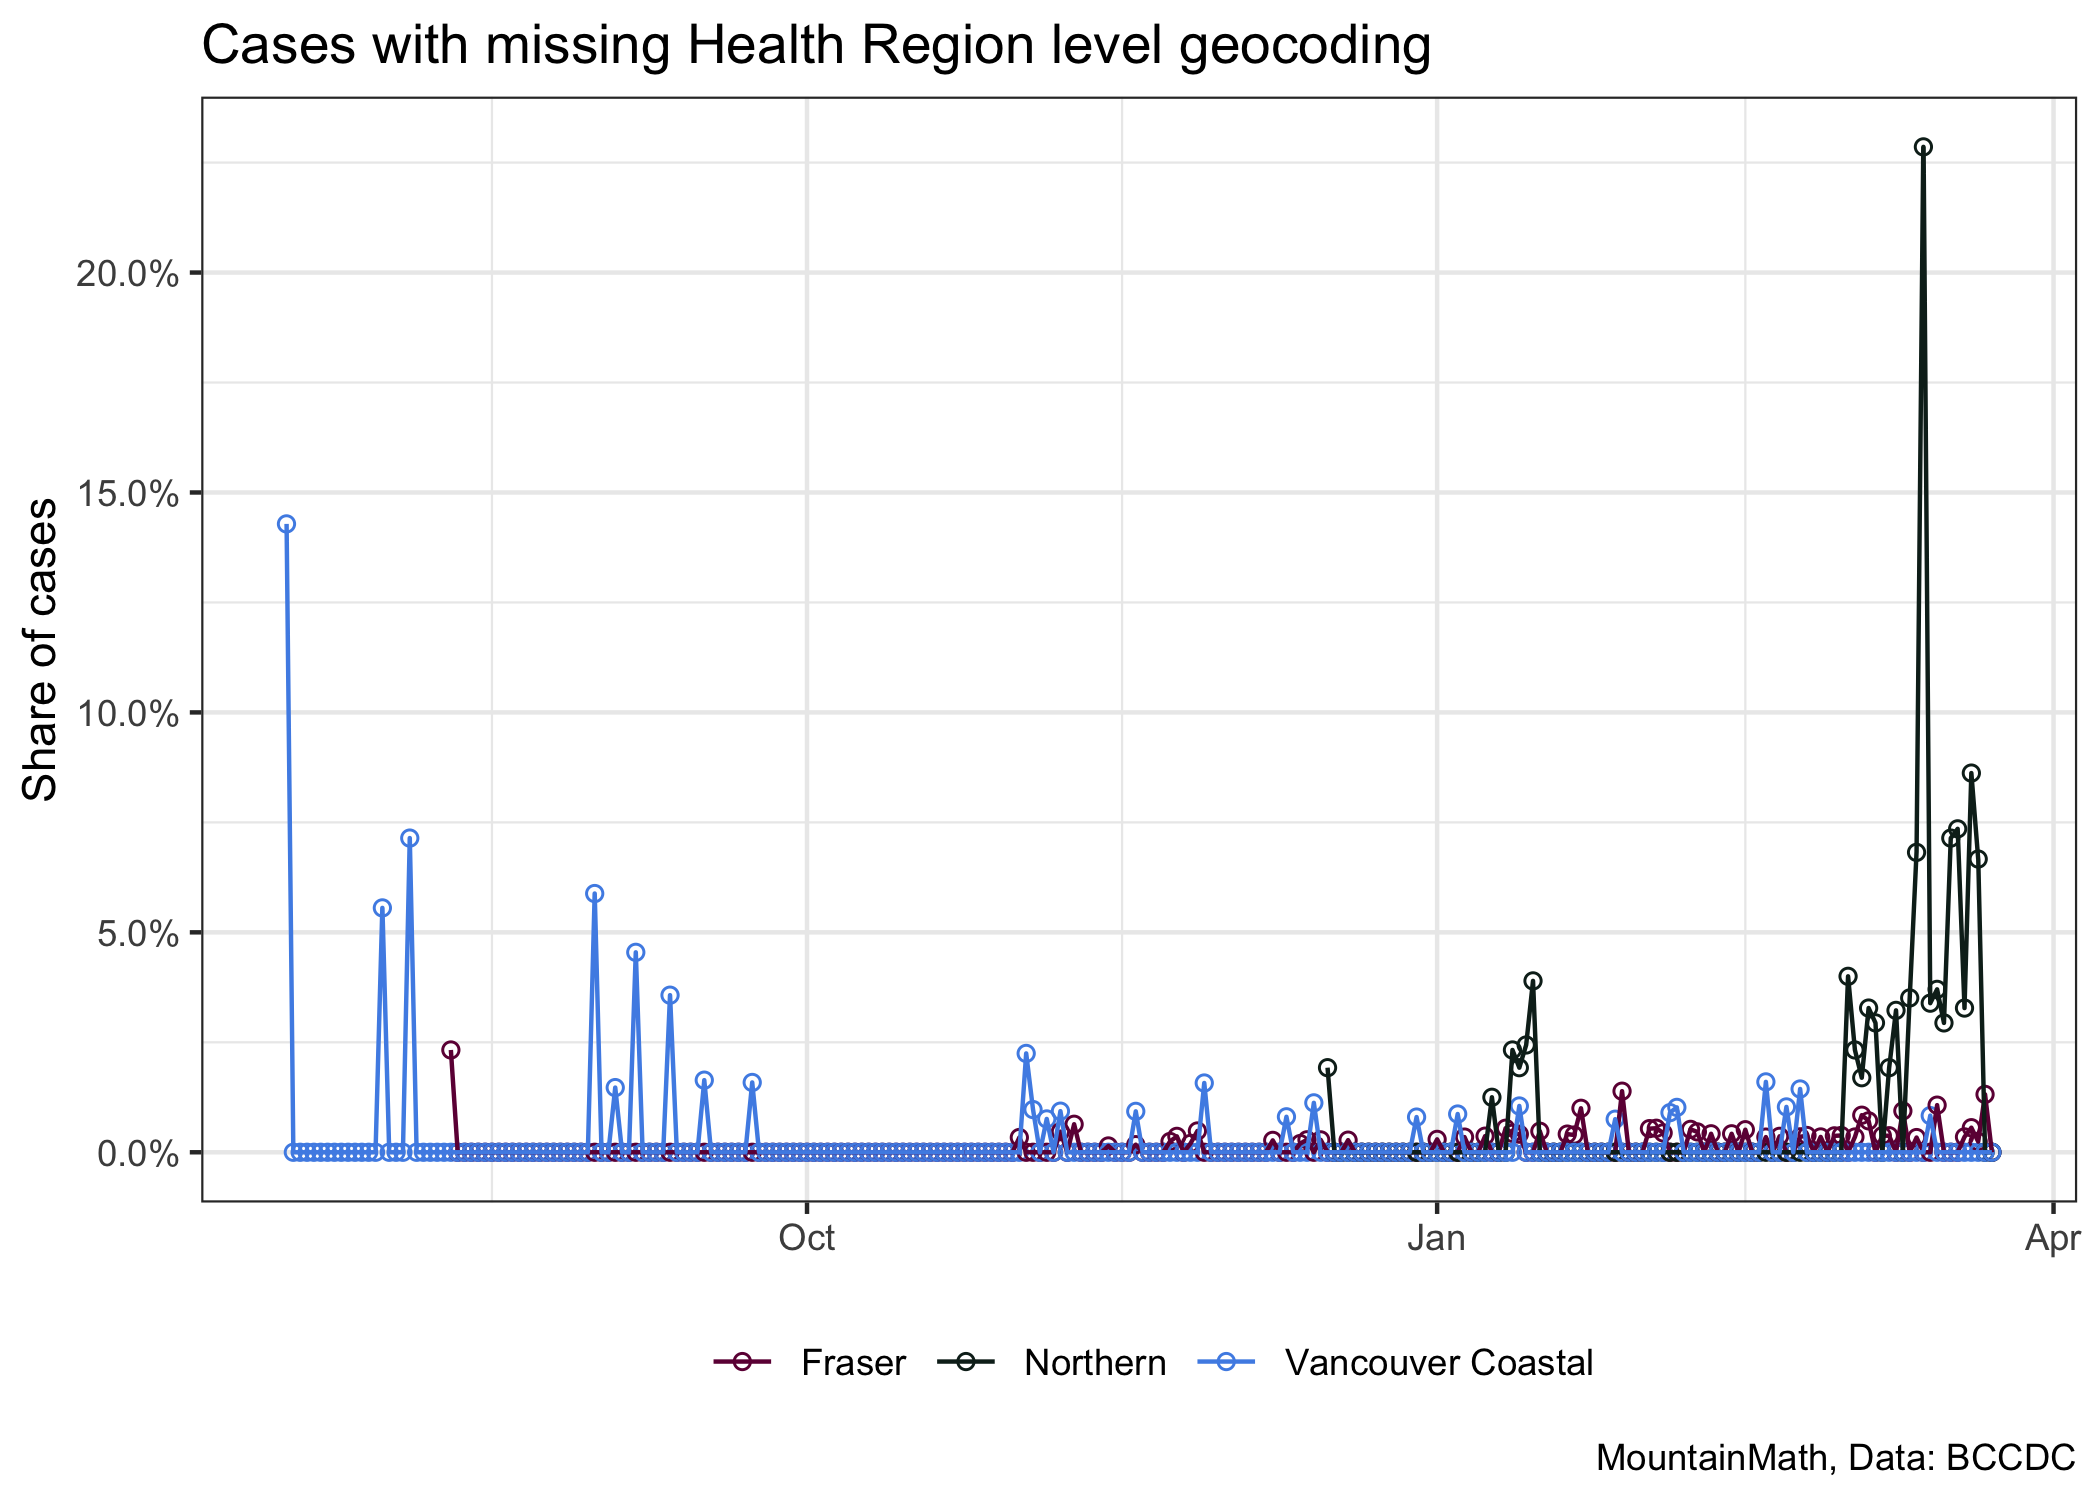 Cases with missing Health Region level geocoding
Share of cases
20.0%
15.0%
10.0%
5.0%
0.0%
Oct Jan Apr
Fraser Northern Vancouver Coastal
MountainMath, Data: BCCDC